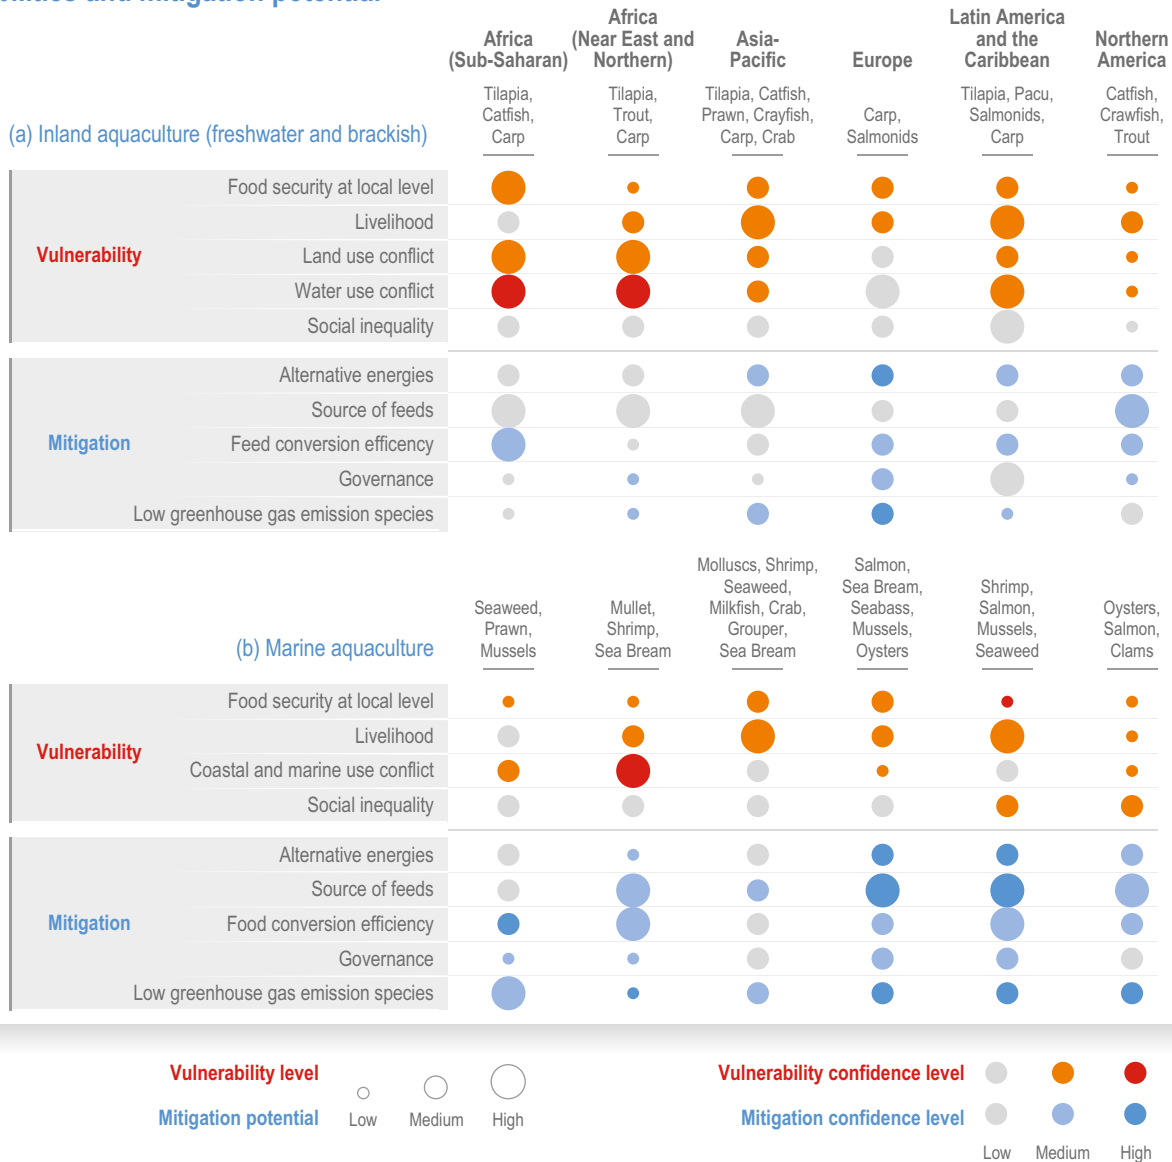 and mitigation potential
Africa
(Sub-Saharan)
Africa
(Near East and
Northern)
Asia-
Pacific
Europe
Latin America
and the
Caribbean
Northern
America
(a) Inland aquaculture (freshwater and brackish)
Tilapia,
Catfish,
Carp
Tilapia,
Trout,
Carp
Tilapia, Catfish,
Prawn, Crayfish,
Carp, Crab
Carp,
Salmonids
Tilapia, Pacu,
Salmonids,
Carp
Catfish,
Crawfish,
Trout
Vulnerability
Food security at local level
Livelihood
Land use conflict
Water use conflict
Social inequality
Mitigation
Alternative energies
Source of feeds
Feed conversion efficency
Governance
Low greenhouse gas emission species
(b) Marine aquaculture
Seaweed,
Prawn,
Mussels
Mullet,
Shrimp,
Sea Bream
Molluscs, Shrimp,
Seaweed,
Milkfish, Crab,
Grouper,
Sea Bream
Salmon,
Sea Bream,
Seabass,
Mussels,
Oysters
Shrimp,
Salmon,
Mussels,
Seaweed
Oysters,
Salmon,
Clams
Vulnerability
Food security at local level
Livelihood
Coastal and marine use conflict
Social inequality
Mitigation
Alternative energies
Source of feeds
Food conversion efficiency
Governance
Low greenhouse gas emission species
Vulnerability level
Mitigation potential
Low
Medium
High
Vulnerability confidence level
Mitigation confidence level
Low
Medium
High